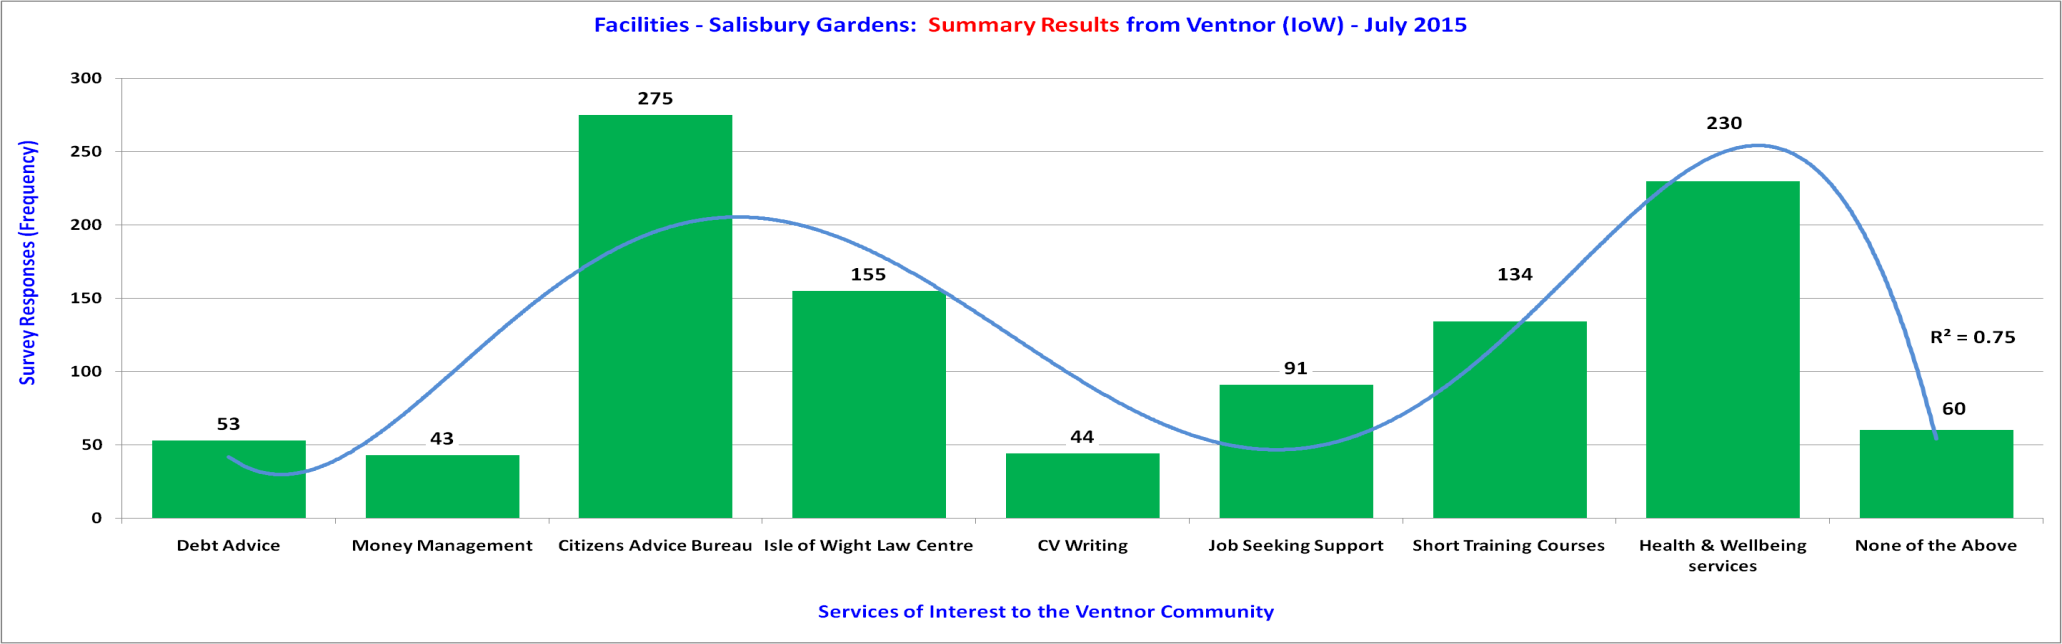 Facilities - Salisbury Gardens: Summary Results from Ventnor (IoW) - July 2015
Survey Responses (Frequency)
300
250
200
150
100
50
0
53
43
275
155
44
91
134
230
60
R² = 0.75
Debt Advice
Money Management
Citizens Advice Bureau
Isle of Wight Law Centre
CV Writing
Job Seeking Support
Short Training Courses
Health & Wellbeing
services
None of the Above
Services of Interest to the Ventnor Community